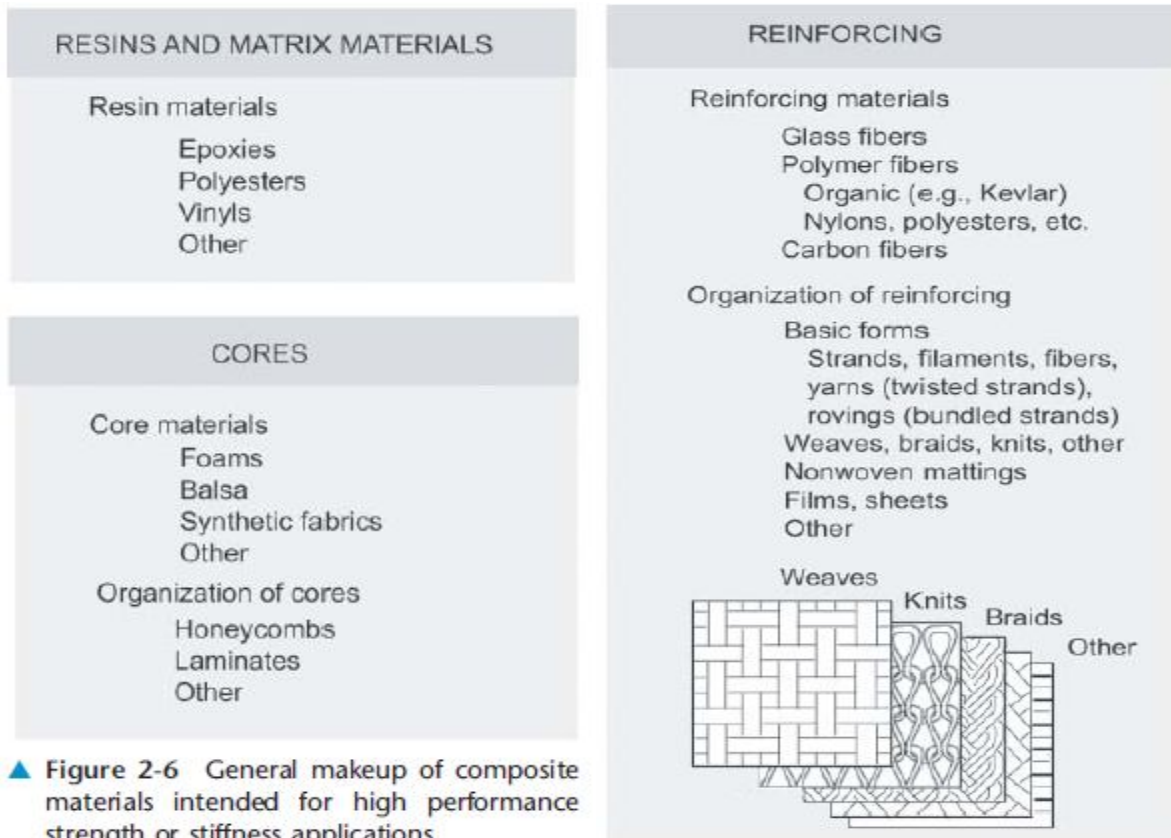 RESINS AND MATRIX MATERIALS
Resin materials
Epoxies
Polyesters
Vinyls
Other
CORES
Core materials
Foams
Balsa
Synthetic fabrics
Other
Organization of cores
Honeycombs
Laminates
Other
▲ Figure 2-6 General makeup of composite
materials intended for high performance
strength or stiffness applications
REINFORCING
Reinforcing materials
Glass fibers
Polymer fibers
Organic (e.g., Kevlar)
Nylons, polyesters, etc.
Carbon fibers
Organization of reinforcing
Basic forms
Strands, filaments, fibers,
yarns (twisted strands),
rovings (bundled strands)
Weaves, braids, knits, other
Nonwoven mattings
Films, sheets
Other
Weaves
Knits
Braids
Other